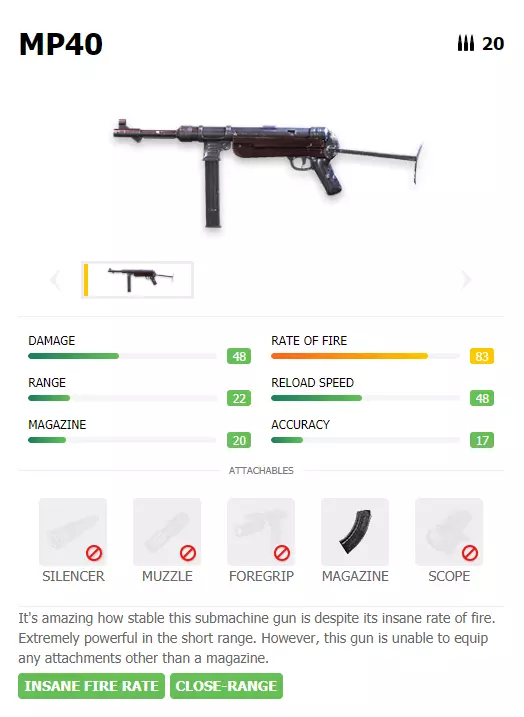 MP40
20
DAMAGE
48
RATE OF FIRE
83
RANGE
22
RELOAD SPEED
48
MAGAZINE
20
ACCURACY
17
ATTACHABLES
SILENCER
MUZZLE
FOREGRIP
MAGAZINE
SCOPE
It's amazing how stable this submachine gun is despite its insane rate of fire.
Extremely powerful in the short range. However, this gun is unable to equip
any attachments other than a magazine.
INSANE FIRE RATE
CLOSE-RANGE